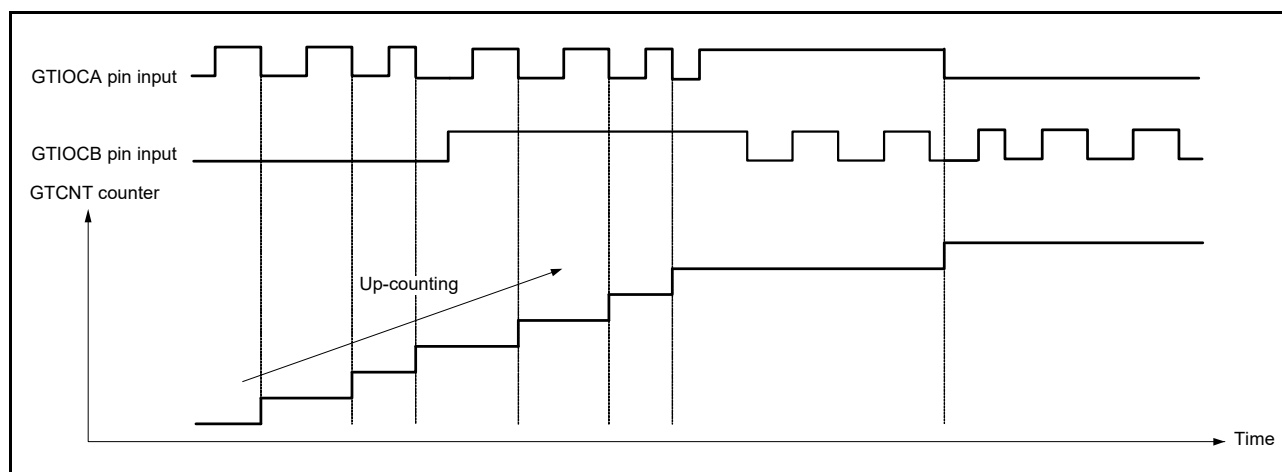 GTIOCA pin input
GTIOCB pin input
GTCNT counter
Up-counting
Time